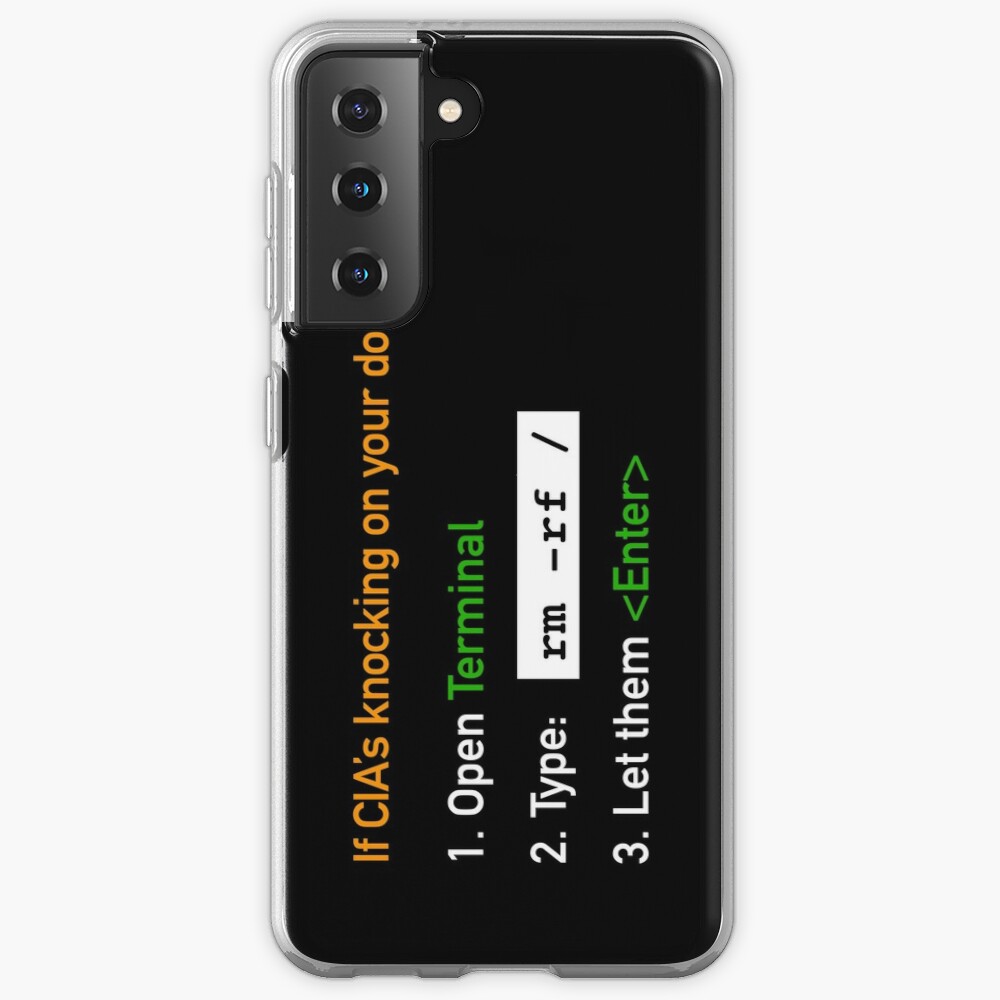 If CIA's knocking on your do
1. Open Terminal
2. Type: rm -rf /
3. Let them <Enter>